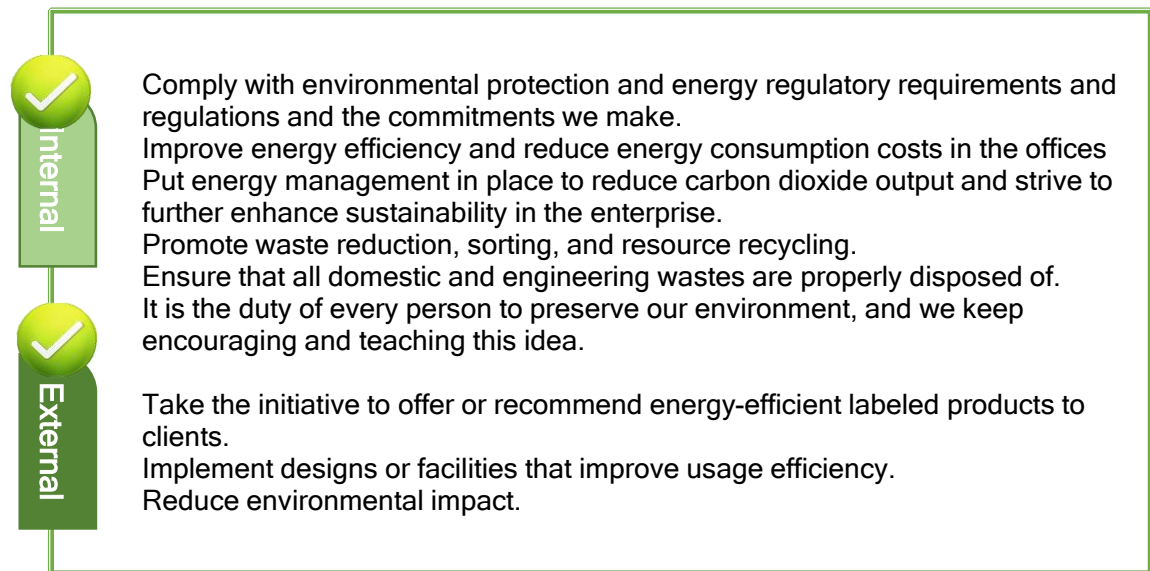 Internal
Comply with environmental protection and energy regulatory requirements and
regulations and the commitments we make.
Improve energy efficiency and reduce energy consumption costs in the offices
Put energy management in place to reduce carbon dioxide output and strive to
further enhance sustainability in the enterprise.
Promote waste reduction, sorting, and resource recycling.
Ensure that all domestic and engineering wastes are properly disposed of.
It is the duty of every person to preserve our environment, and we keep
encouraging and teaching this idea.
External
Take the initiative to offer or recommend energy-efficient labeled products to
clients.
Implement designs or facilities that improve usage efficiency.
Reduce environmental impact.